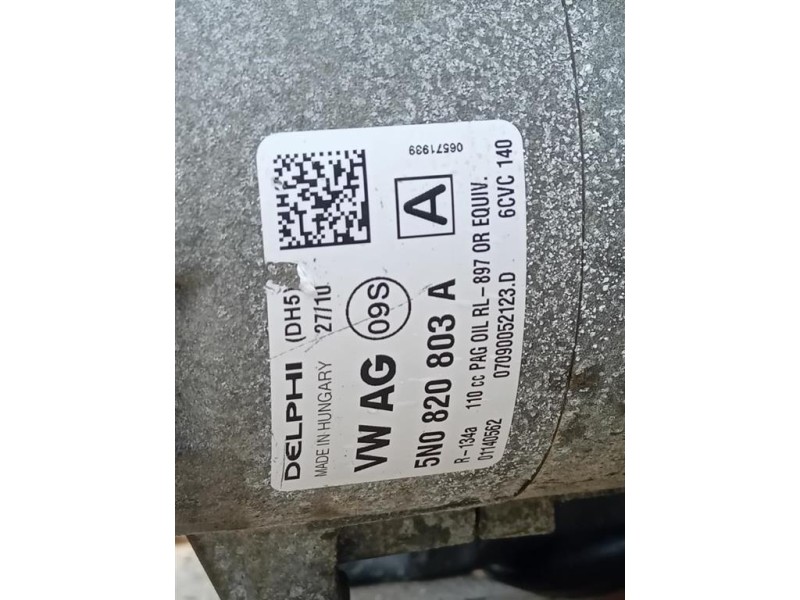 DELPHI (DH5)
MADE IN HUNGARY 27/10
VW AG 09S A
5N0 820 803 A
R-134a 110 cc PAG OIL RL-897 OR EQUIV.
01140562 07090052123.D 6CVC 140
06571939